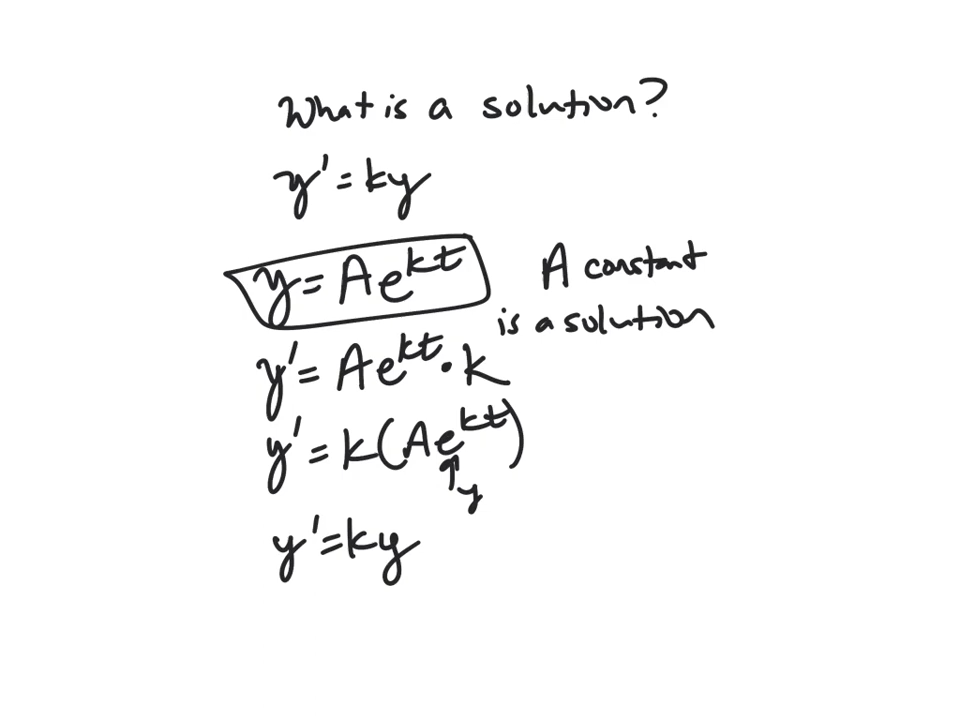 What is a solution?
y' = ky
y = Ae^{kt}
A constant
is a solution
y' = Ae^{kt} · k
y' = k(Ae^{kt})
↑y
y' = ky